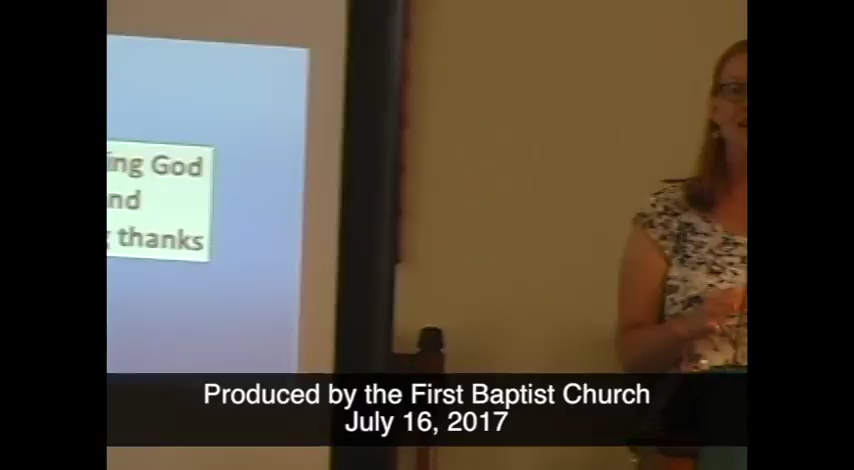 ing God
nd
thanks
Produced by the First Baptist Church
July 16, 2017